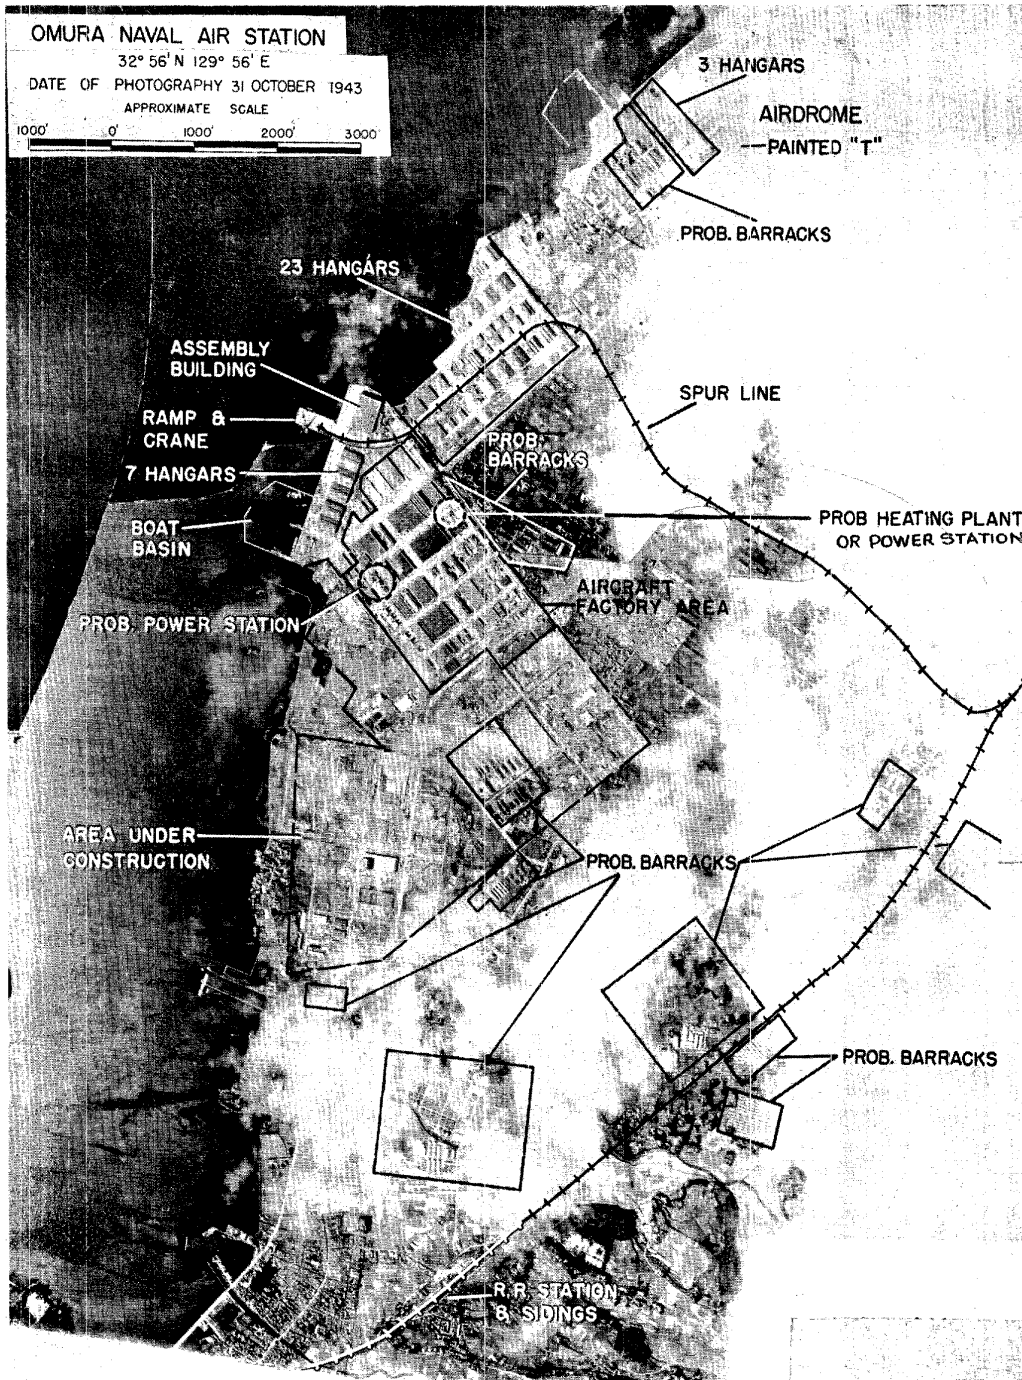 OMURA NAVAL AIR STATION
32° 56' N 129° 56' E
DATE OF PHOTOGRAPHY 31 OCTOBER 1943
APPROXIMATE SCALE
1000' 0' 1000' 2000' 3000'
3 HANGARS
AIRDROME
PAINTED "T"
PROB. BARRACKS
23 HANGARS
ASSEMBLY
BUILDING
SPUR LINE
RAMP &
CRANE
PROB.
BARRACKS
7 HANGARS
BOAT
BASIN
PROB HEATING PLANT
OR POWER STATION
AIRCRAFT
FACTORY AREA
PROB. POWER STATION
AREA UNDER
CONSTRUCTION
PROB. BARRACKS
PROB. BARRACKS
R.R. STATION
& SIDINGS